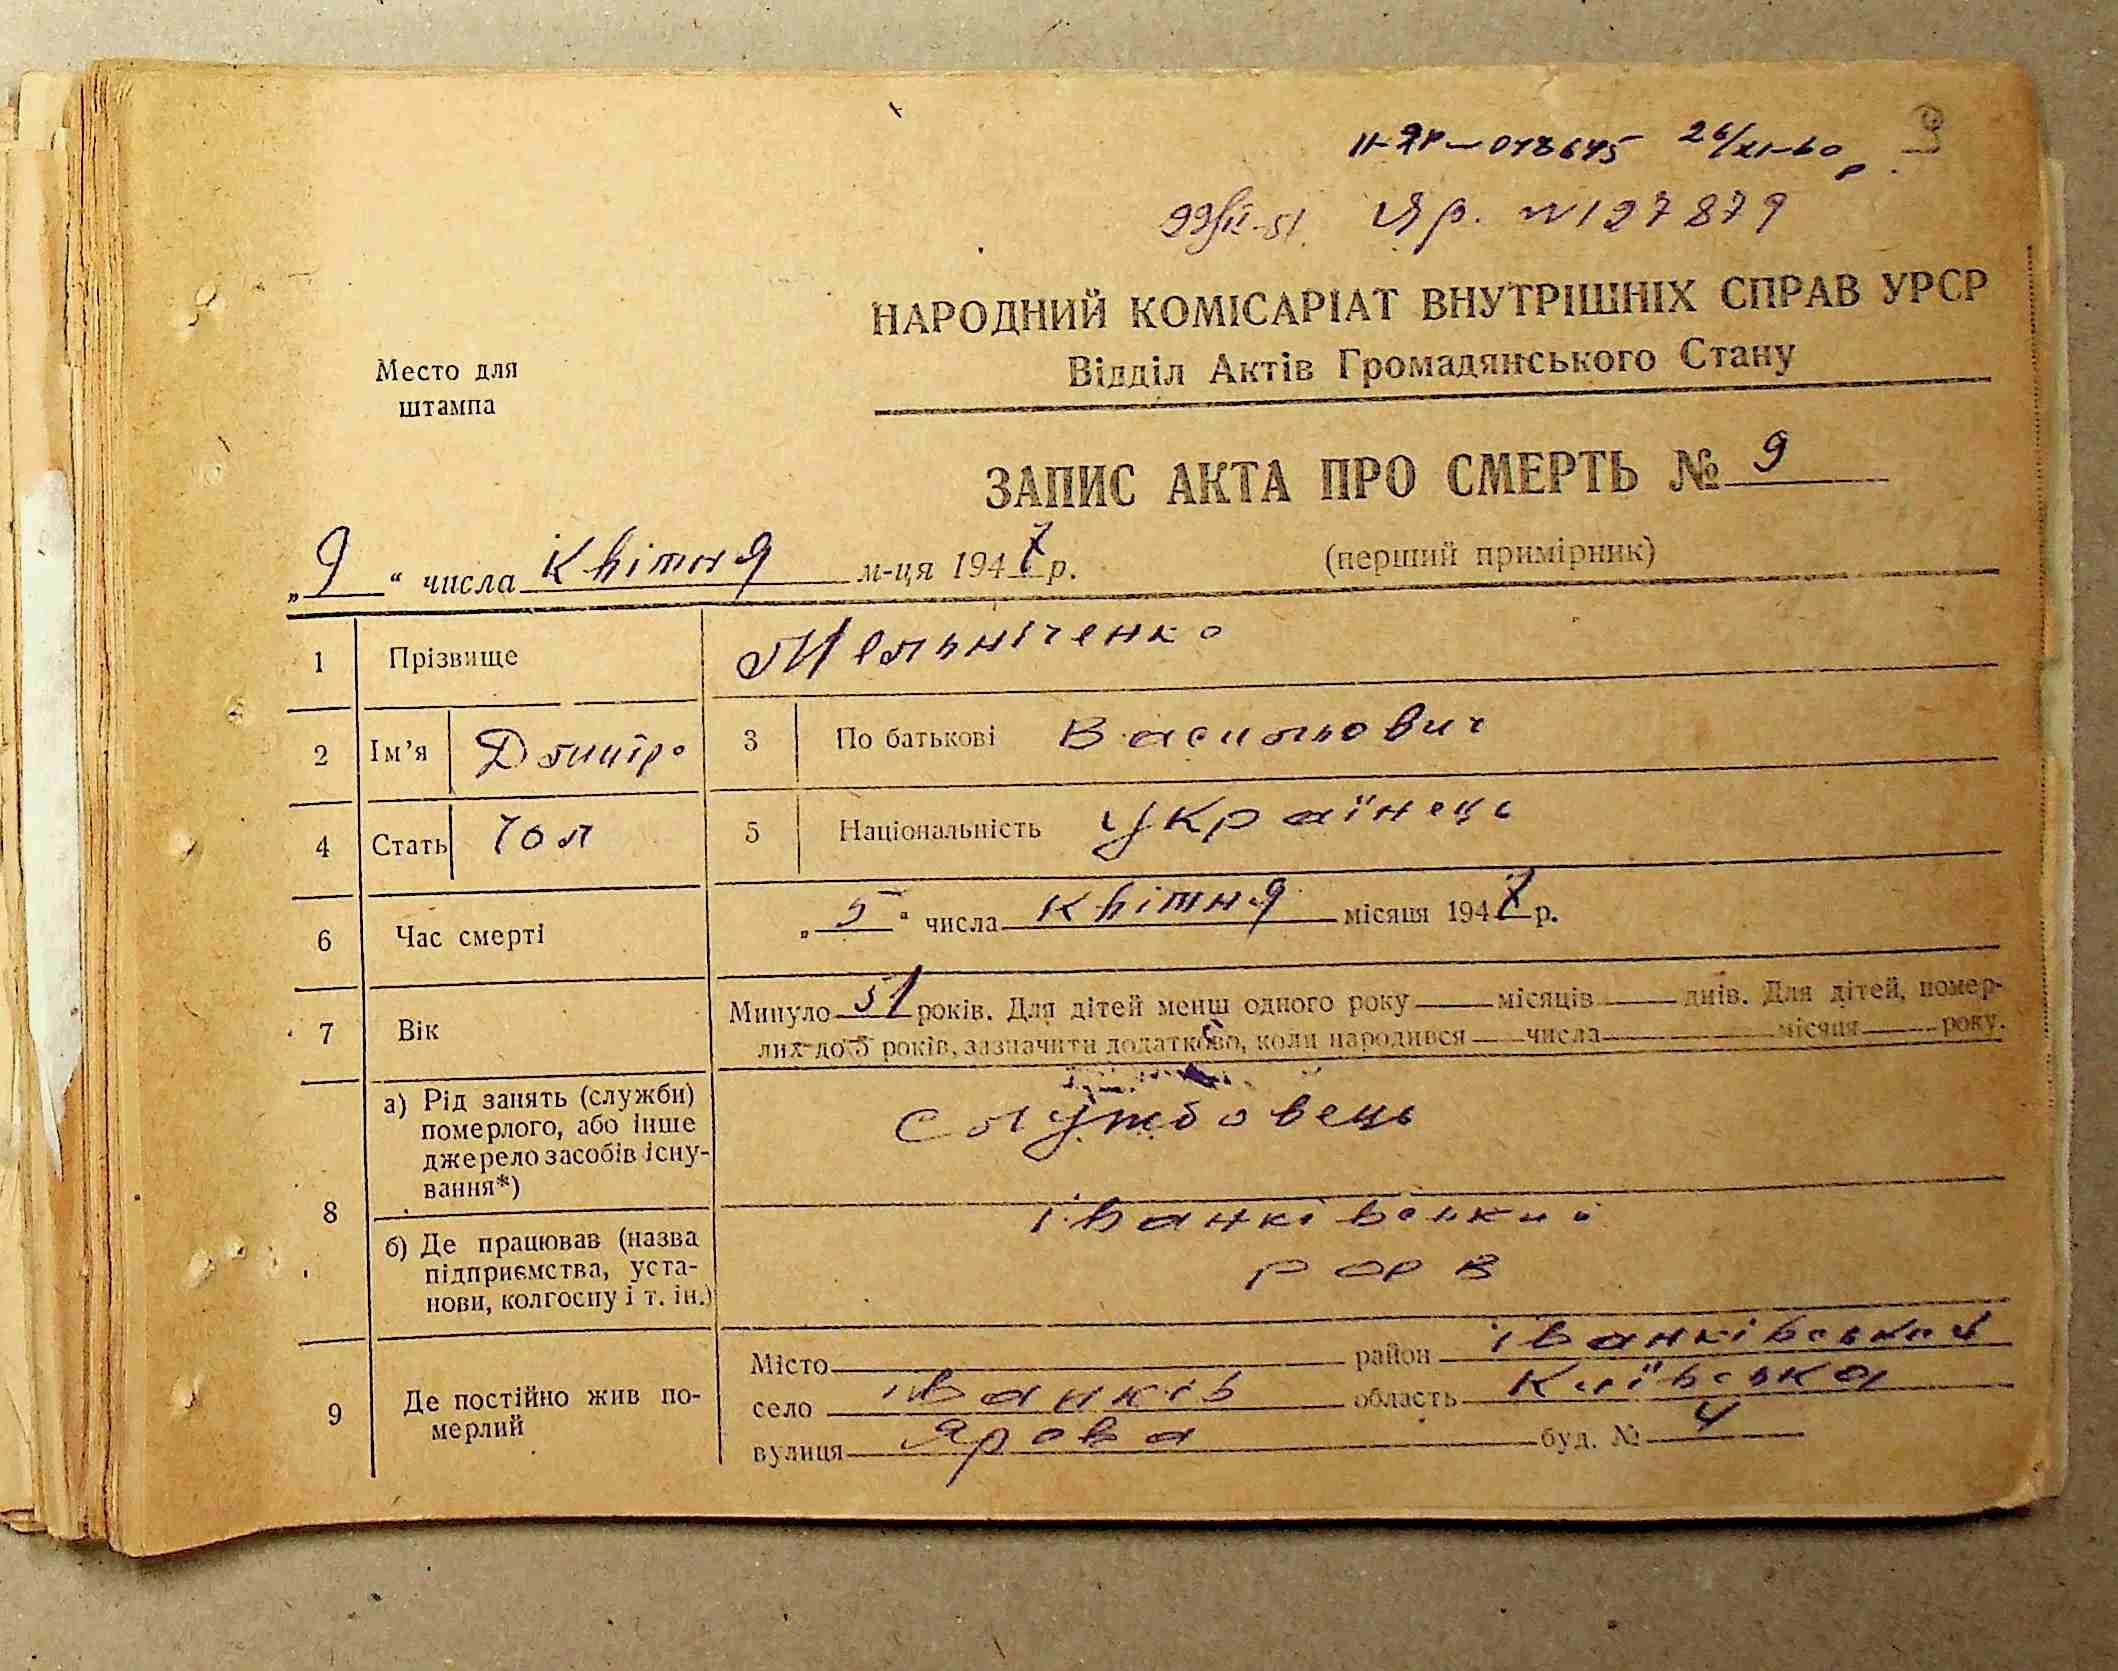 II-ЯР—078645 26/XI-60 р.
Яр. №127879
НАРОДНИЙ КОМІСАРІАТ ВНУТРІШНІХ СПРАВ УРСР
Відділ Актів Громадянського Стану
Место для
штампа
ЗАПИС АКТА ПРО СМЕРТЬ № 9
„9“ числа Квітня м-ця 1947 р. (перший примірник)
1 Прізвище Мельніченко
2 Ім’я Дмитро 3 По батькові Васильович
4 Стать Чол 5 Національність Українець
6 Час смерті „5“ числа Квітня місяця 1947 р.
7 Вік Минуло 51 років. Для дітей менш одного року місяців днів. Для дітей, помер-
лих до 5 років, зазначити додатково, коли народився числа місяця року.
8 а) Рід занять (служби)
померлого, або інше
джерело засобів існу-
вання*)
службовець
б) Де працював (назва
підприємства, уста-
нови, колгоспу і т. ін.)
іванківський
9 Де постійно жив по-
мерлий
Місто район іванківський
село іванків область Київська
вулиця Ярова буд. № 4